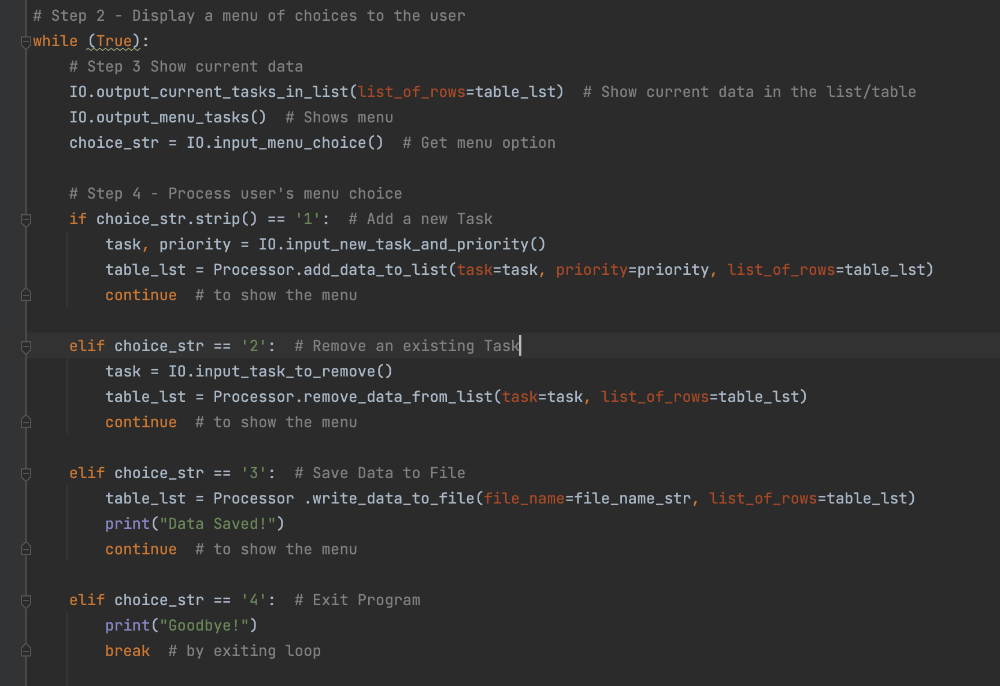 # Step 2 - Display a menu of choices to the user
while (True):
    # Step 3 Show current data
    IO.output_current_tasks_in_list(list_of_rows=table_lst)  # Show current data in the list/table
    IO.output_menu_tasks()  # Shows menu
    choice_str = IO.input_menu_choice()  # Get menu option

    # Step 4 - Process user's menu choice
    if choice_str.strip() == '1':  # Add a new Task
        task, priority = IO.input_new_task_and_priority()
        table_lst = Processor.add_data_to_list(task=task, priority=priority, list_of_rows=table_lst)
        continue  # to show the menu

    elif choice_str == '2':  # Remove an existing Task
        task = IO.input_task_to_remove()
        table_lst = Processor.remove_data_from_list(task=task, list_of_rows=table_lst)
        continue  # to show the menu

    elif choice_str == '3':  # Save Data to File
        table_lst = Processor .write_data_to_file(file_name=file_name_str, list_of_rows=table_lst)
        print("Data Saved!")
        continue  # to show the menu

    elif choice_str == '4':  # Exit Program
        print("Goodbye!")
        break  # by exiting loop